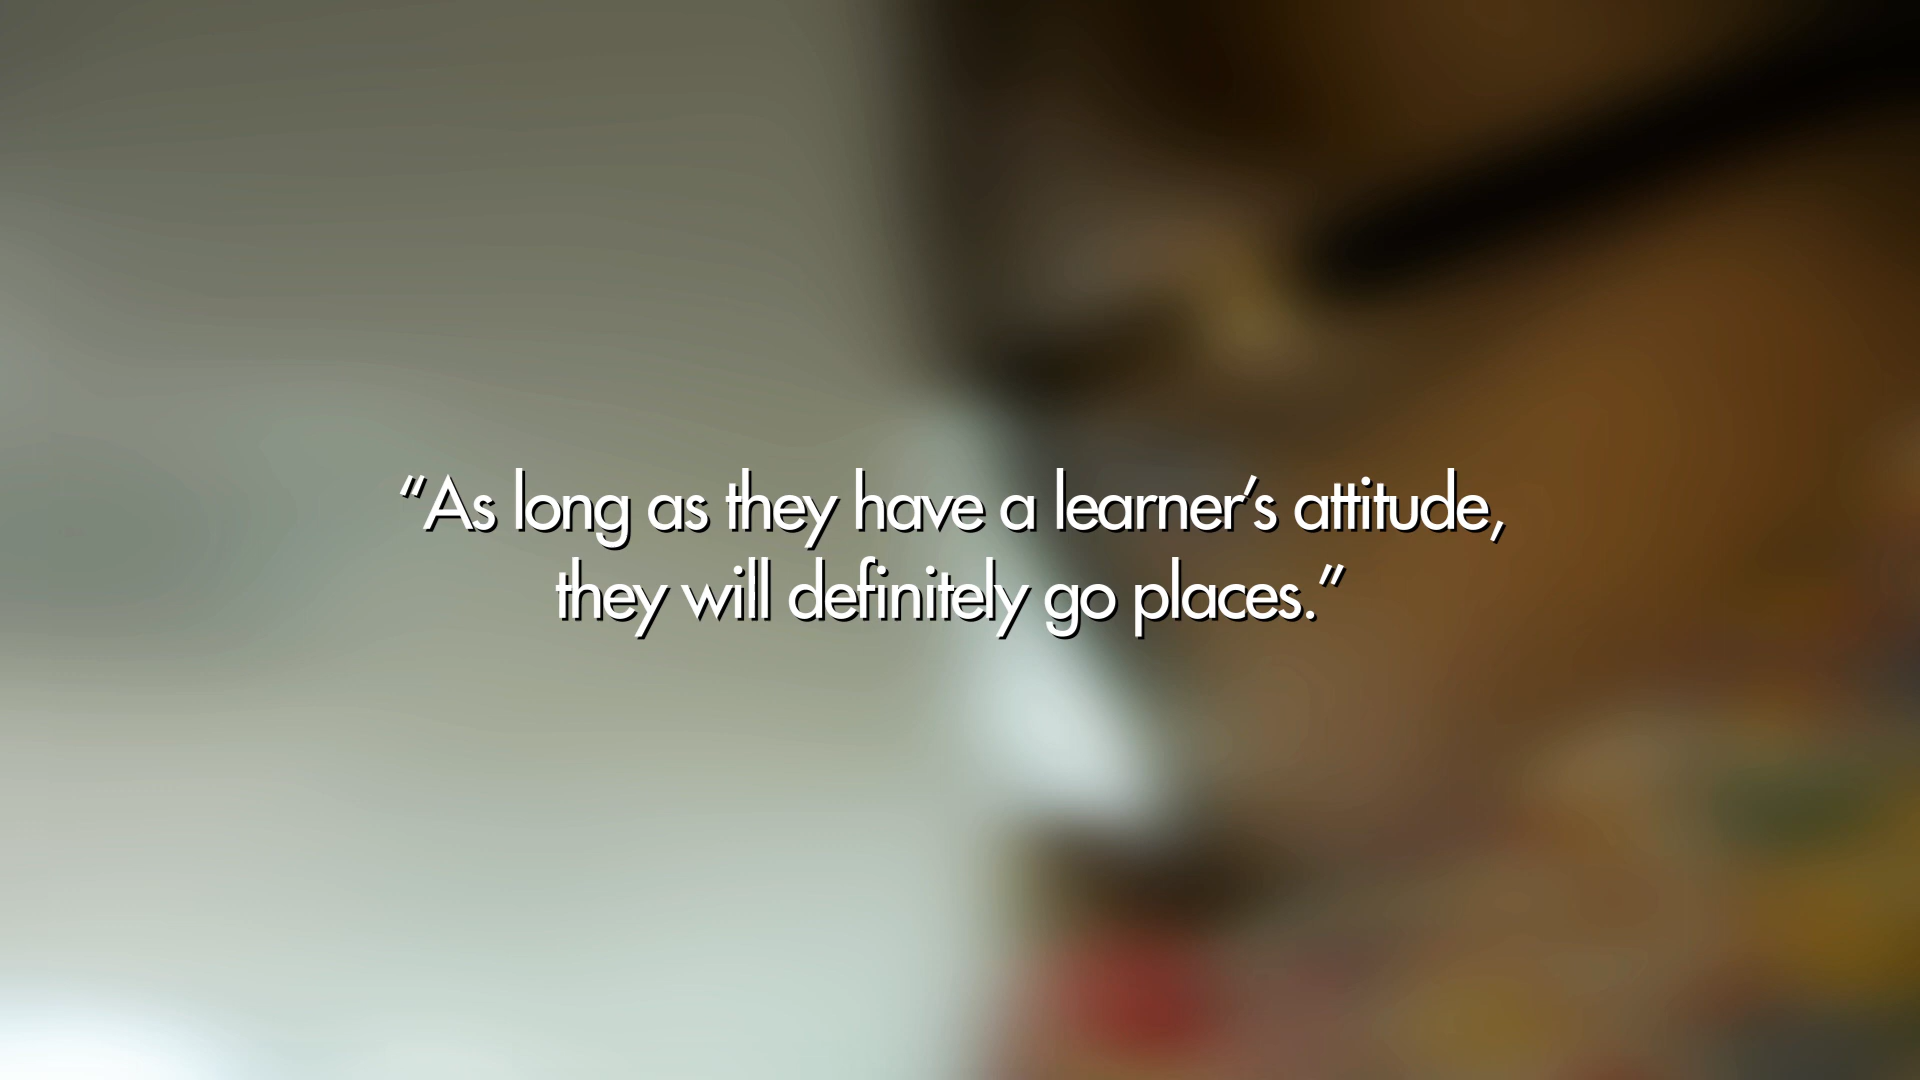 “As long as they have a learner’s attitude,
they will definitely go places.”